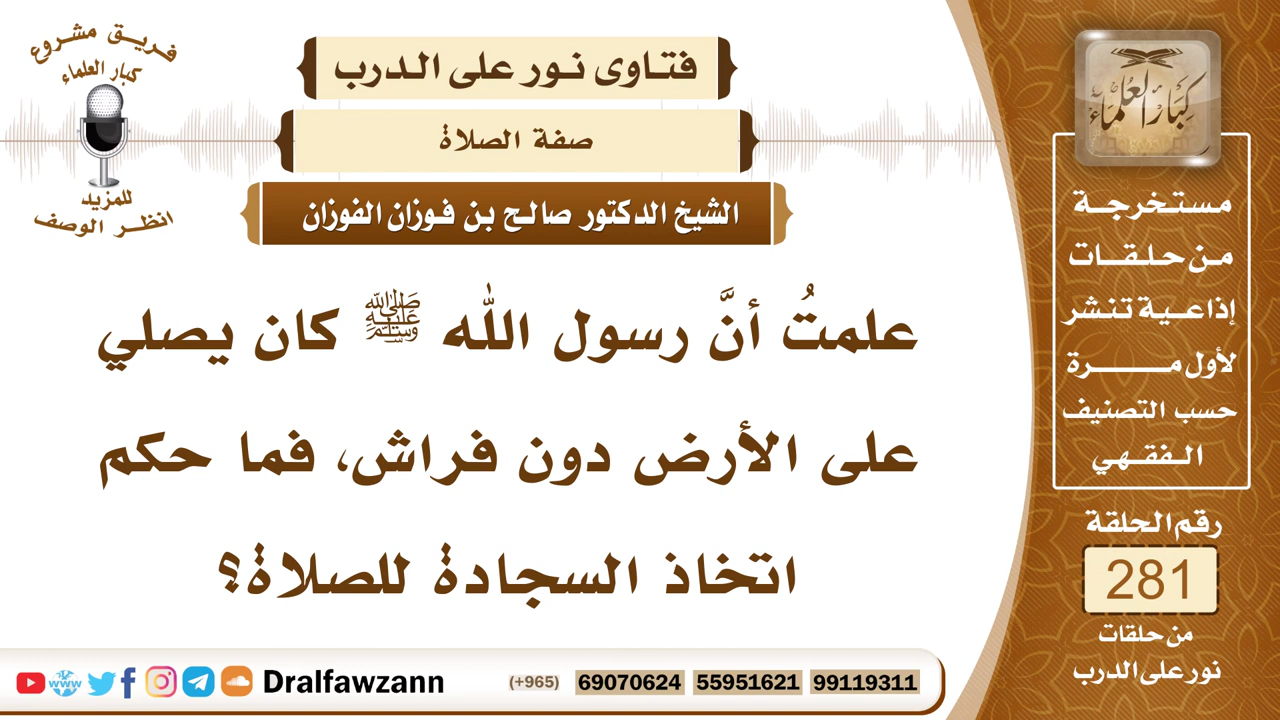 فريق مشروع
كبار العلماء
للمزيد
انظر الوصف
فتاوى نور على الدرب
صفة الصلاة
الشيخ الدكتور صالح بن فوزان الفوزان
علمتُ أنَّ رسول الله ﷺ كان يصلي
على الأرض دون فراش، فما حكم
اتخاذ السجادة للصلاة؟
كبار العلماء
مستخرجة
من حلقات
إذاعية تنشر
لأول مرة
حسب التصنيف
الفقهي
رقم الحلقة
281
من حلقات
نور على الدرب
www
Dralfawzann
(+965) 69070624 55951621 99119311